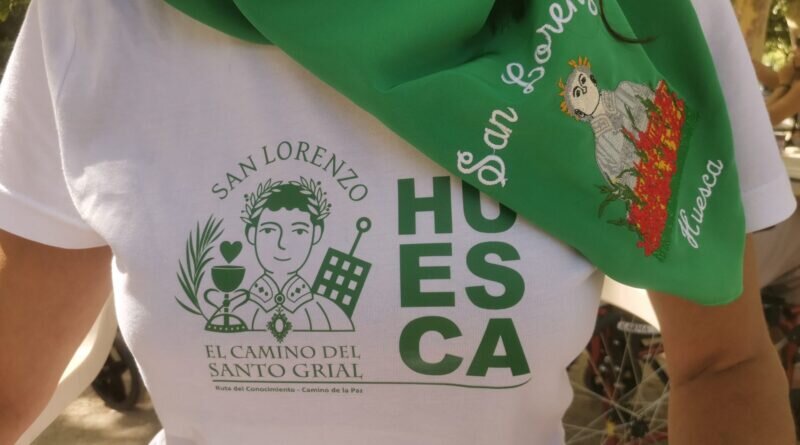 San Lorenzo
Huesca
SAN LORENZO
EL CAMINO DEL
SANTO GRIAL
Ruta del Conocimiento - Camino de la Paz
HU
ES
CA